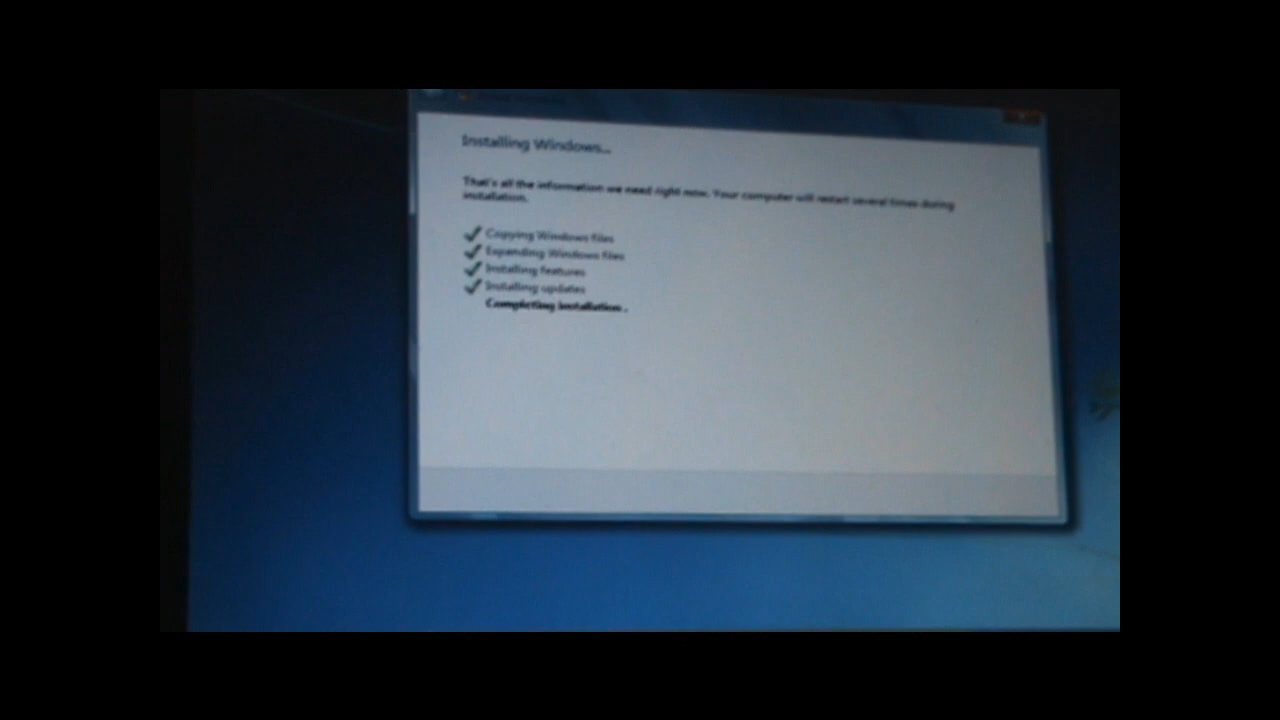 Installing Windows...
That's all the information we need right now. Your computer will restart several times during
installation.
Copying Windows files
Expanding Windows files
Installing features
Installing updates
Completing installation .